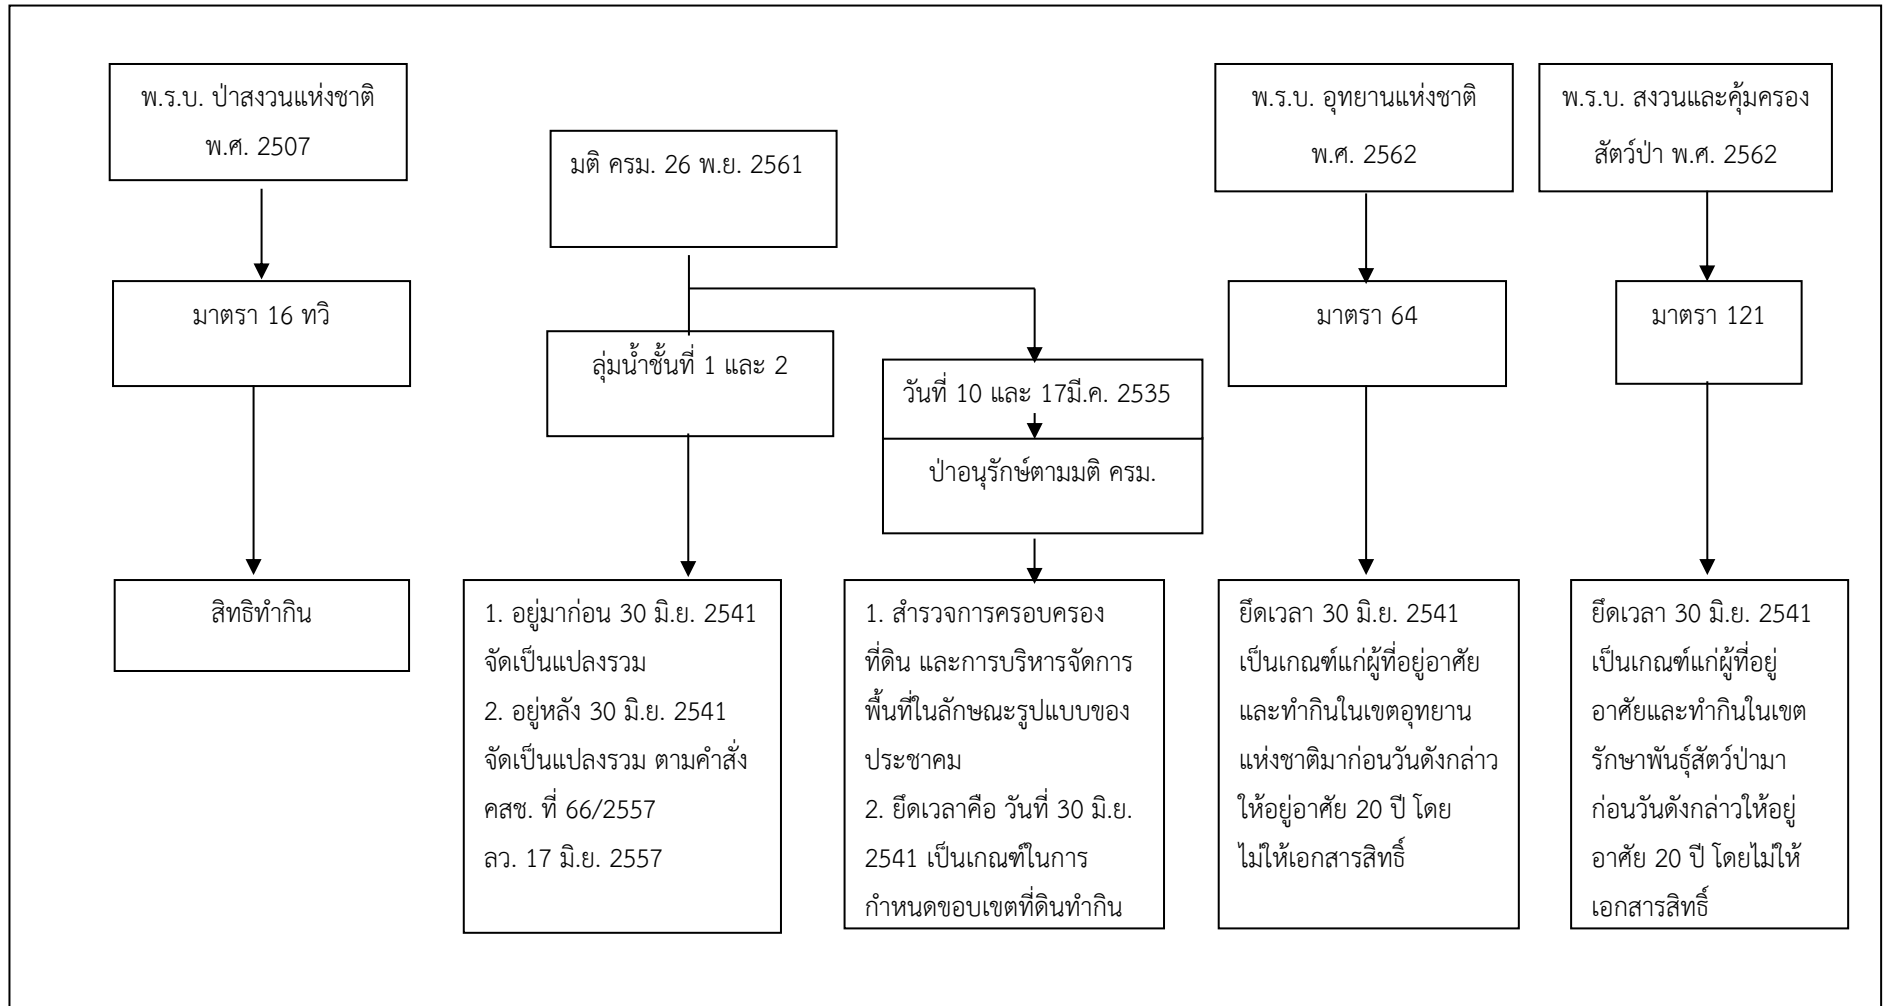 พ.ร.บ. ป่าสงวนแห่งชาติ
พ.ศ. 2507
มาตรา 16 ทวิ
สิทธิทำกิน
มติ ครม. 26 พ.ย. 2561
ลุ่มน้ำชั้นที่ 1 และ 2
1. อยู่มาก่อน 30 มิ.ย. 2541
จัดเป็นแปลงรวม
2. อยู่หลัง 30 มิ.ย. 2541
จัดเป็นแปลงรวม ตามคำสั่ง
คสช. ที่ 66/2557
ลว. 17 มิ.ย. 2557
วันที่ 10 และ 17มี.ค. 2535
ป่าอนุรักษ์ตามมติ ครม.
1. สำรวจการครอบครอง
ที่ดิน และการบริหารจัดการ
พื้นที่ในลักษณะรูปแบบของ
ประชาคม
2. ยึดเวลาคือ วันที่ 30 มิ.ย.
2541 เป็นเกณฑ์ในการ
กำหนดขอบเขตที่ดินทำกิน
พ.ร.บ. อุทยานแห่งชาติ
พ.ศ. 2562
มาตรา 64
ยึดเวลา 30 มิ.ย. 2541
เป็นเกณฑ์แก่ผู้ที่อยู่อาศัย
และทำกินในเขตอุทยาน
แห่งชาติมาก่อนวันดังกล่าว
ให้อยู่อาศัย 20 ปี โดย
ไม่ให้เอกสารสิทธิ์
พ.ร.บ. สงวนและคุ้มครอง
สัตว์ป่า พ.ศ. 2562
มาตรา 121
ยึดเวลา 30 มิ.ย. 2541
เป็นเกณฑ์แก่ผู้ที่อยู่
อาศัยและทำกินในเขต
รักษาพันธุ์สัตว์ป่ามา
ก่อนวันดังกล่าวให้อยู่
อาศัย 20 ปี โดยไม่ให้
เอกสารสิทธิ์